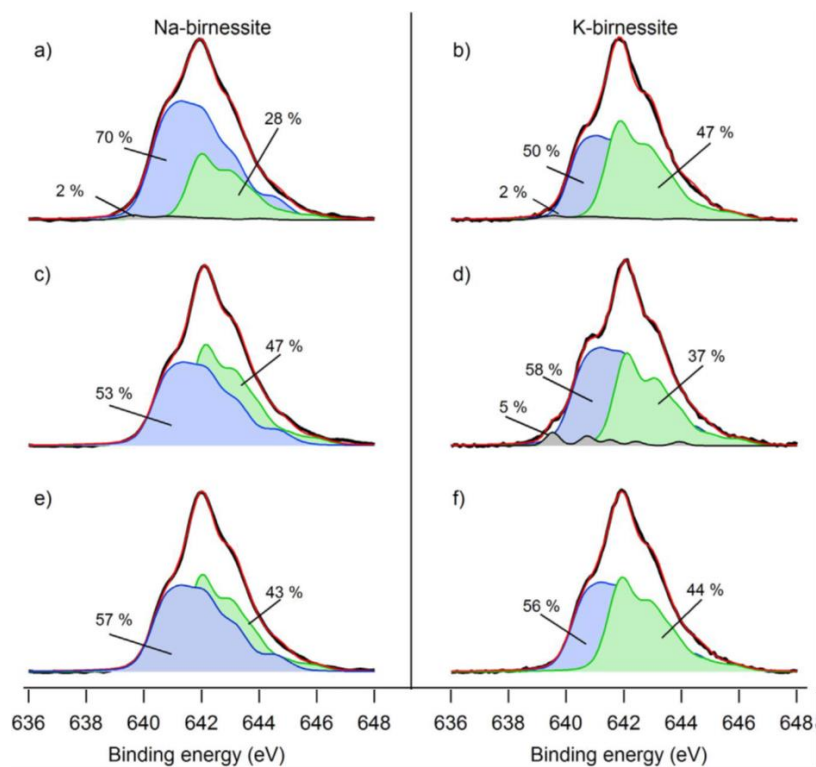 Na-birnessite
K-birnessite
a)
70 %
28 %
2 %
b)
50 %
47 %
2 %
c)
53 %
47 %
d)
58 %
37 %
5 %
e)
57 %
43 %
f)
56 %
44 %
636 638 640 642 644 646 648
636 638 640 642 644 646 648
Binding energy (eV)
Binding energy (eV)